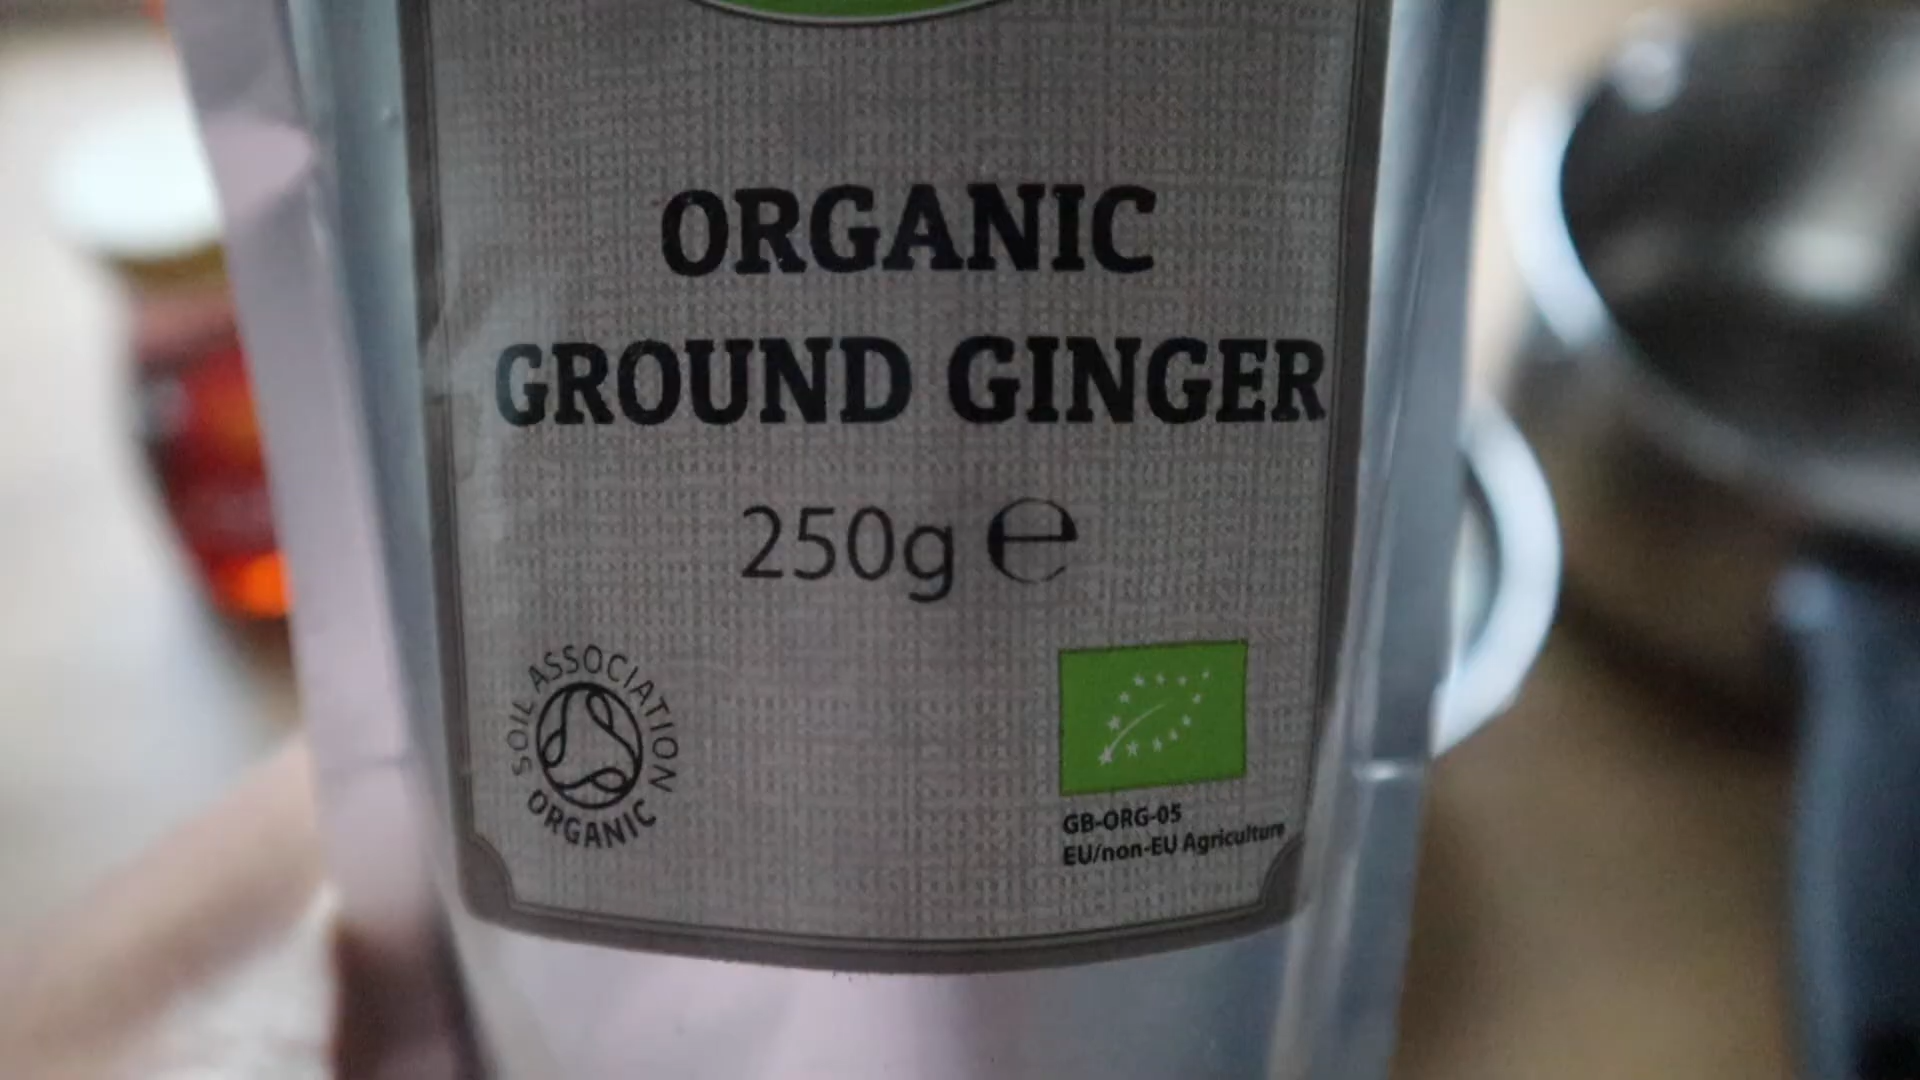 ORGANIC
GROUND GINGER
250g ℮
SOIL ASSOCIATION
ORGANIC
GB-ORG-05
EU/non-EU Agriculture